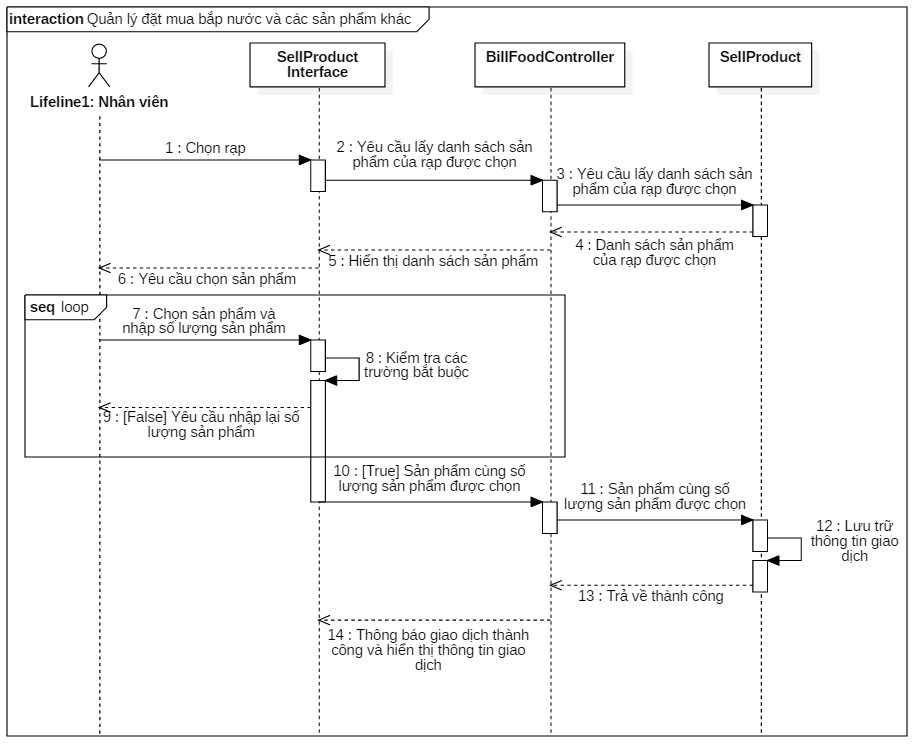 interaction Quản lý đặt mua bắp nước và các sản phẩm khác
SellProduct
Interface
BillFoodController
SellProduct
Lifeline1: Nhân viên
1 : Chọn rạp
2 : Yêu cầu lấy danh sách sản
phẩm của rạp được chọn
3 : Yêu cầu lấy danh sách sản
phẩm của rạp được chọn
4 : Danh sách sản phẩm
của rạp được chọn
5 : Hiển thị danh sách sản phẩm
6 : Yêu cầu chọn sản phẩm
seq loop
7 : Chọn sản phẩm và
nhập số lượng sản phẩm
8 : Kiểm tra các
trường bắt buộc
9 : [False] Yêu cầu nhập lại số
lượng sản phẩm
10 : [True] Sản phẩm cùng số
lượng sản phẩm được chọn
11 : Sản phẩm cùng số
lượng sản phẩm được chọn
12 : Lưu trữ
thông tin giao
dịch
13 : Trả về thành công
14 : Thông báo giao dịch thành
công và hiển thị thông tin giao
dịch